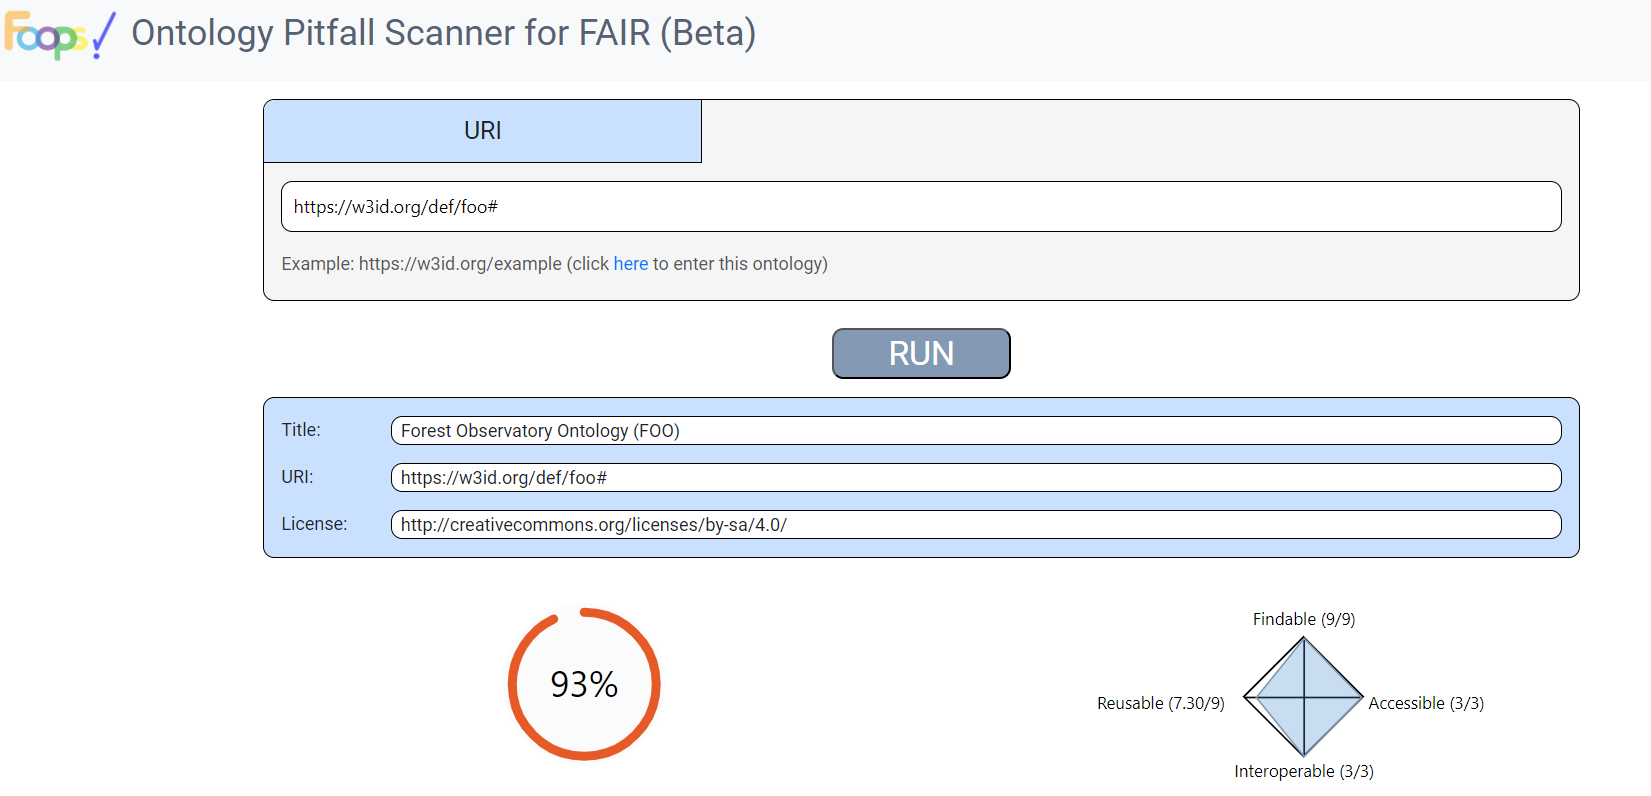 Foops! Ontology Pitfall Scanner for FAIR (Beta)
URI
https://w3id.org/def/foo#
Example: https://w3id.org/example (click here to enter this ontology)
RUN
Title: Forest Observatory Ontology (FOO)
URI: https://w3id.org/def/foo#
License: http://creativecommons.org/licenses/by-sa/4.0/
93%
Findable (9/9)
Reusable (7.30/9)
Accessible (3/3)
Interoperable (3/3)